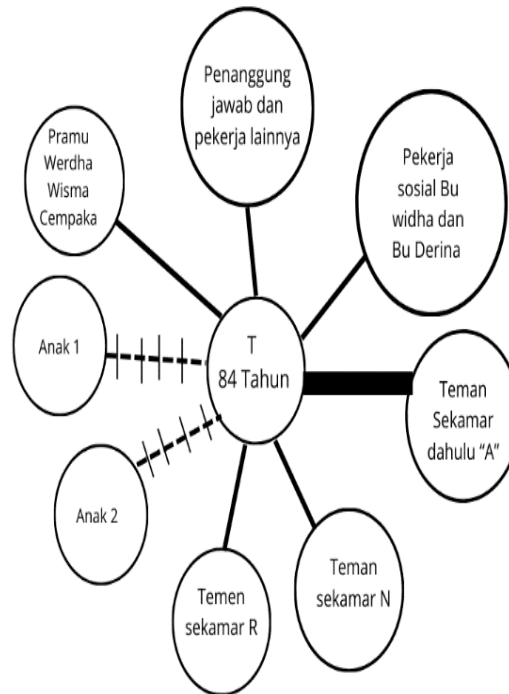 Penanggung
jawab dan
pekerja lainnya
Pramu
Werdha
Wisma
Cempaka
Pekerja
sosial Bu
widha dan
Bu Derina
Anak 1
T
84 Tahun
Teman
Sekamar
dahulu “A”
Anak 2
Temen
sekamar R
Teman
sekamar N